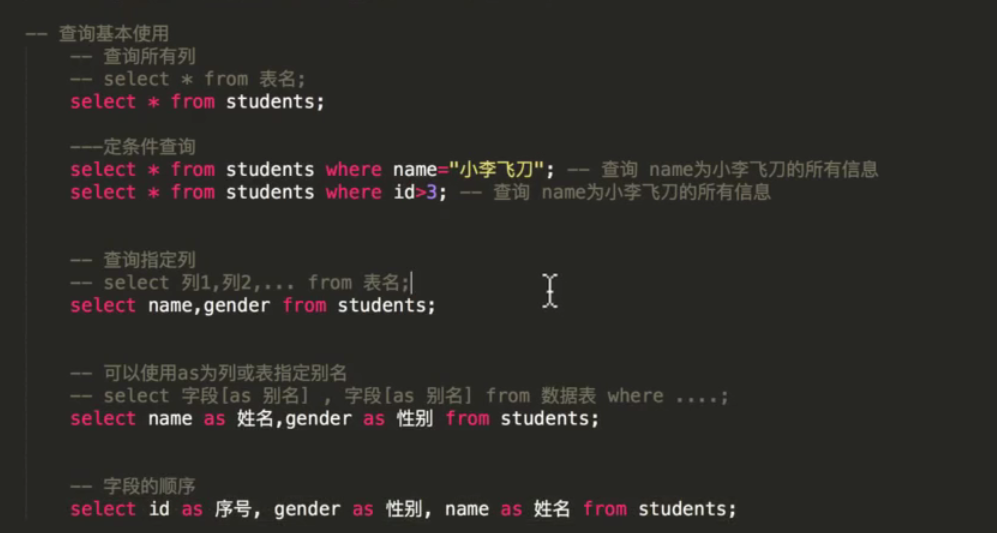 -- 查询基本使用
-- 查询所有列
-- select * from 表名;
select * from students;
---定条件查询
select * from students where name="小李飞刀"; -- 查询 name为小李飞刀的所有信息
select * from students where id>3; -- 查询 name为小李飞刀的所有信息
-- 查询指定列
-- select 列1,列2,... from 表名;
select name,gender from students;
-- 可以使用as为列或表指定别名
-- select 字段[as 别名] , 字段[as 别名] from 数据表 where ....;
select name as 姓名,gender as 性别 from students;
-- 字段的顺序
select id as 序号, gender as 性别, name as 姓名 from students;